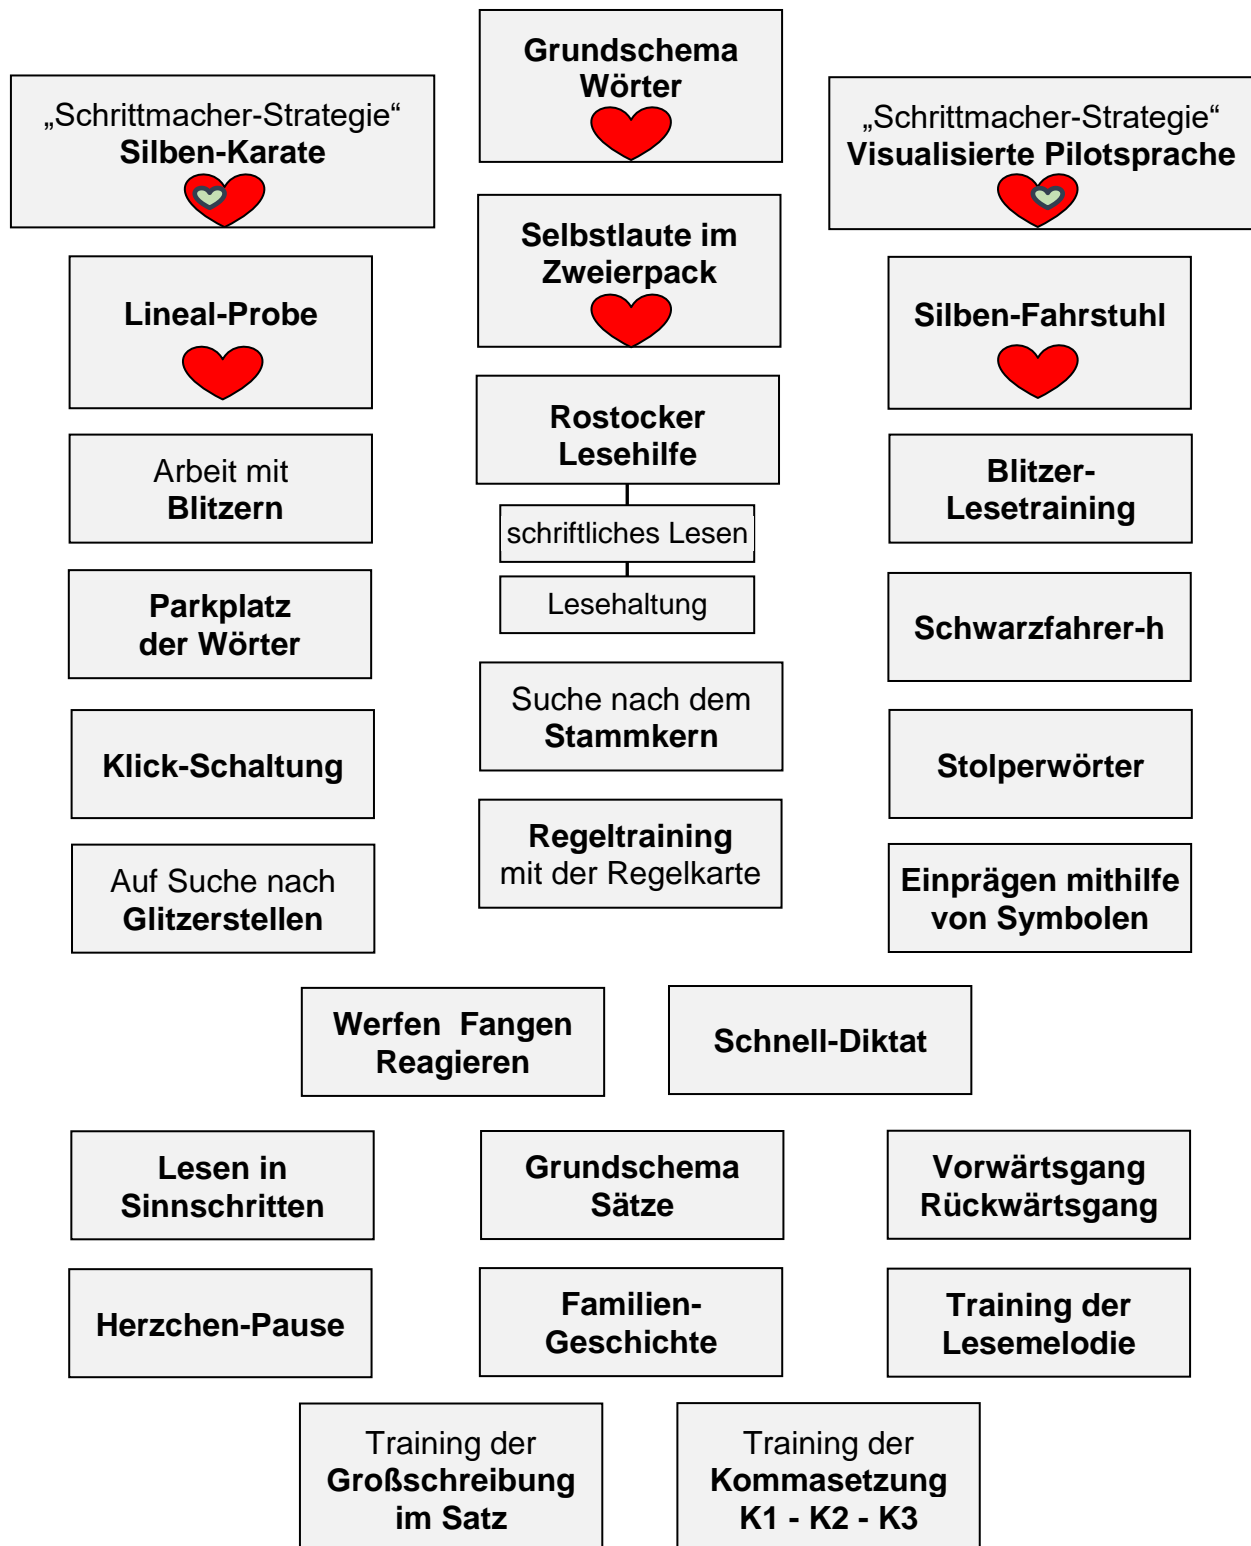 Grundschema
Wörter
„Schrittmacher-Strategie“
Silben-Karate
„Schrittmacher-Strategie“
Visualisierte Pilotsprache
Selbstlaute im
Zweierpack
Lineal-Probe
Silben-Fahrstuhl
Rostocker
Lesehilfe
schriftliches Lesen
Lesehaltung
Arbeit mit
Blitzern
Blitzer-
Lesetraining
Parkplatz
der Wörter
Schwarzfahrer-h
Suche nach dem
Stammkern
Klick-Schaltung
Stolperwörter
Regeltraining
mit der Regelkarte
Auf Suche nach
Glitzerstellen
Einprägen mithilfe
von Symbolen
Werfen  Fangen
Reagieren
Schnell-Diktat
Lesen in
Sinnschritten
Grundschema
Sätze
Vorwärtsgang
Rückwärtsgang
Herzchen-Pause
Familien-
Geschichte
Training der
Lesemelodie
Training der
Großschreibung
im Satz
Training der
Kommasetzung
K1 - K2 - K3